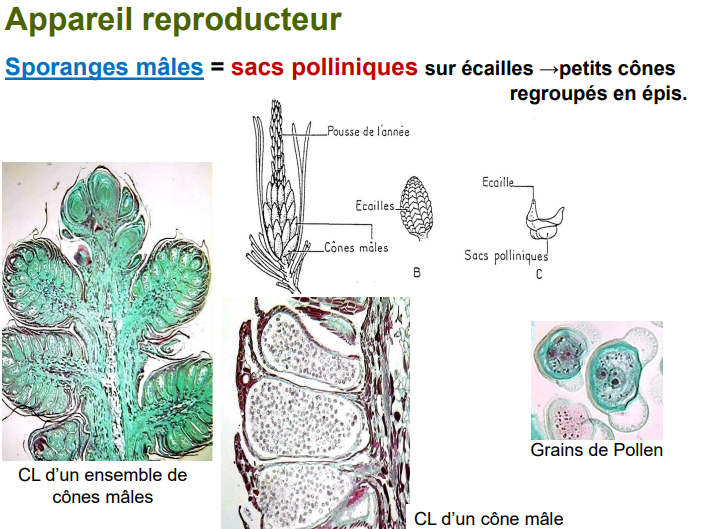 Appareil reproducteur
Sporanges mâles = sacs polliniques sur écailles →petits cônes
regroupés en épis.
Pousse de l'année
Ecailles
Cônes mâles
B
Ecaille
Sacs polliniques
C
CL d'un ensemble de
cônes mâles
CL d'un cône mâle
Grains de Pollen